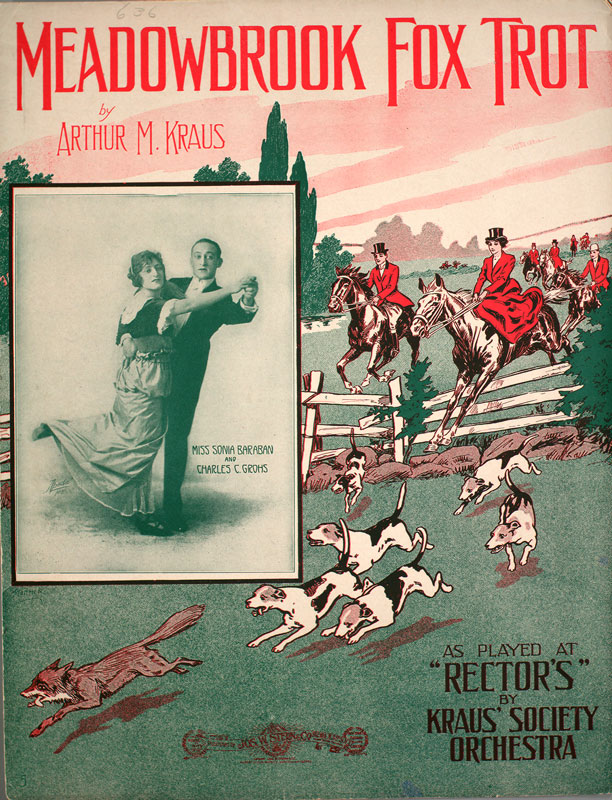 636
MEADOWBROOK FOX TROT
by
ARTHUR M. KRAUS
MISS SONIA BARABAN
AND
CHARLES C. GROHS
AS PLAYED AT
"RECTOR'S"
BY
KRAUS' SOCIETY
ORCHESTRA